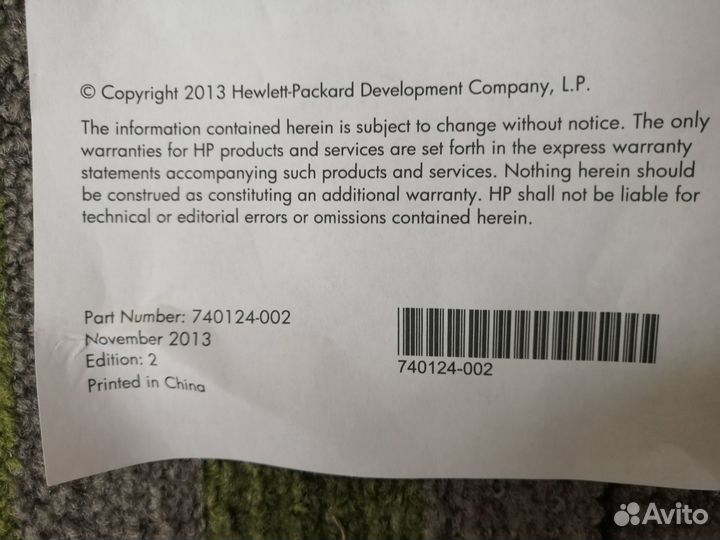 © Copyright 2013 Hewlett-Packard Development Company, L.P.
The information contained herein is subject to change without notice. The only
warranties for HP products and services are set forth in the express warranty
statements accompanying such products and services. Nothing herein should
be construed as constituting an additional warranty. HP shall not be liable for
technical or editorial errors or omissions contained herein.
Part Number: 740124-002
November 2013
Edition: 2
Printed in China
740124-002
Avito